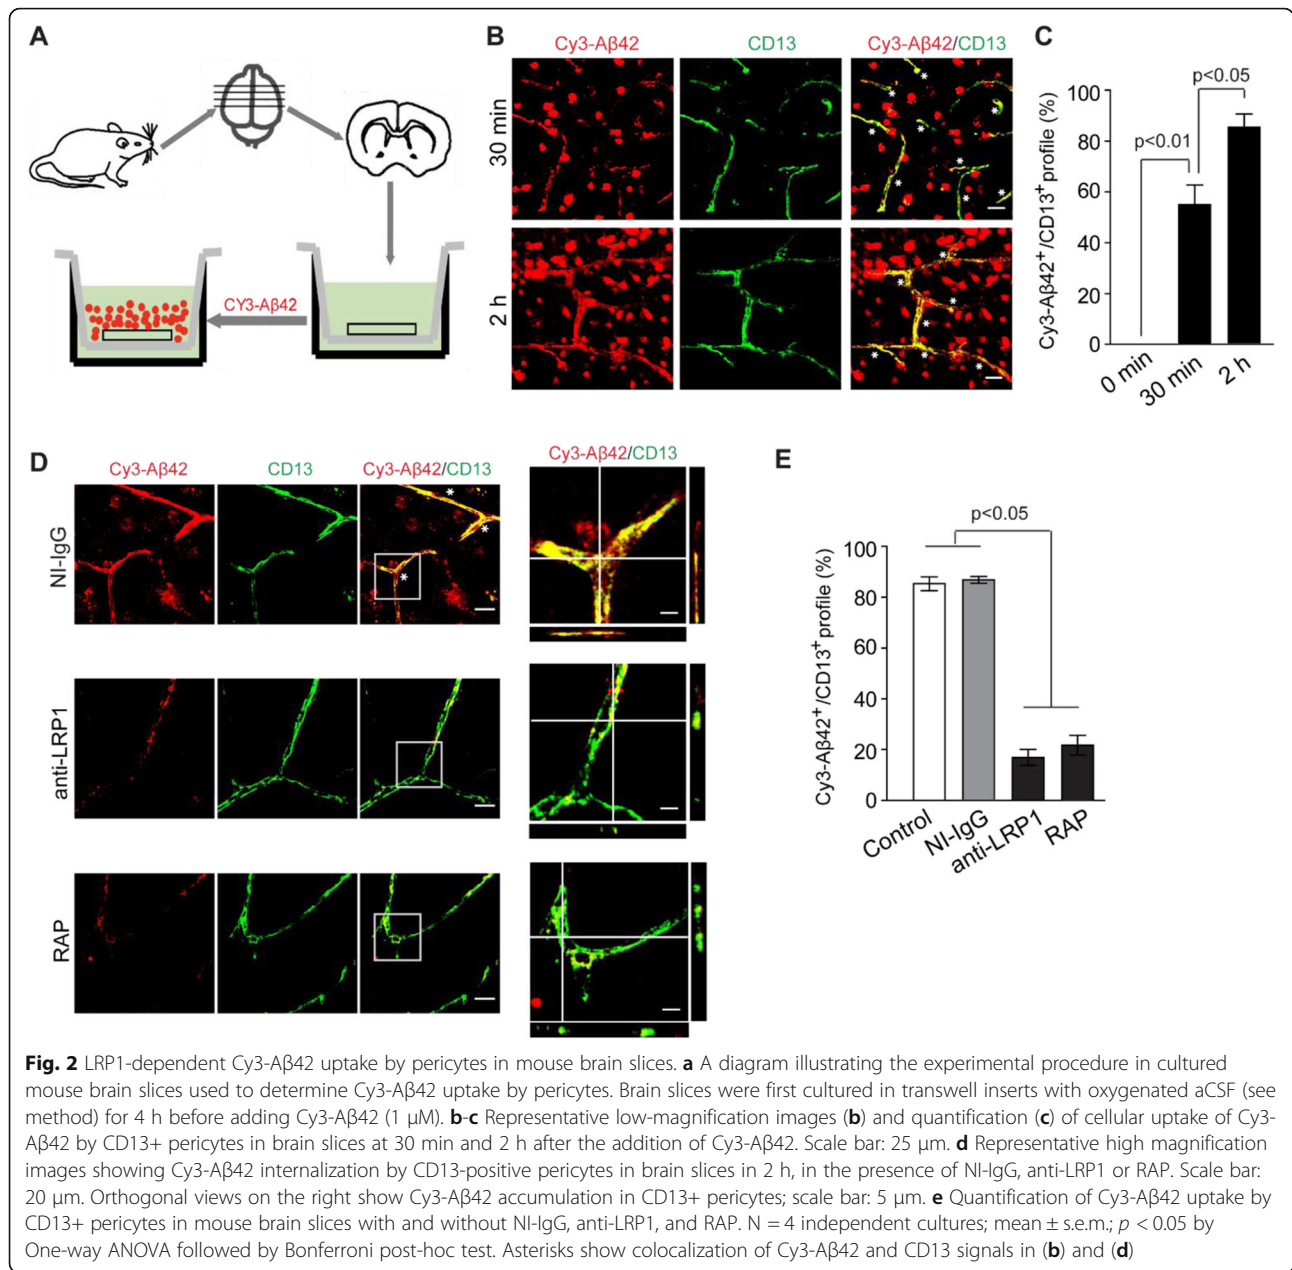 A
CY3-Aβ42
B
Cy3-Aβ42 CD13 Cy3-Aβ42/CD13
30 min
2 h
C
Cy3-Aβ42⁺/CD13⁺profile (%)
100
80
60
40
20
0
p<0.01
p<0.05
0 min 30 min 2 h
D
Cy3-Aβ42 CD13 Cy3-Aβ42/CD13 Cy3-Aβ42/CD13
NI-IgG
anti-LRP1
RAP
E
Cy3-Aβ42⁺/CD13⁺profile (%)
100
80
60
40
20
0
p<0.05
Control NI-IgG anti-LRP1 RAP
Fig. 2 LRP1-dependent Cy3-Aβ42 uptake by pericytes in mouse brain slices. a A diagram illustrating the experimental procedure in cultured
mouse brain slices used to determine Cy3-Aβ42 uptake by pericytes. Brain slices were first cultured in transwell inserts with oxygenated aCSF (see
method) for 4 h before adding Cy3-Aβ42 (1 μM). b-c Representative low-magnification images (b) and quantification (c) of cellular uptake of Cy3-
Aβ42 by CD13+ pericytes in brain slices at 30 min and 2 h after the addition of Cy3-Aβ42. Scale bar: 25 μm. d Representative high magnification
images showing Cy3-Aβ42 internalization by CD13-positive pericytes in brain slices in 2 h, in the presence of NI-IgG, anti-LRP1 or RAP. Scale bar:
20 μm. Orthogonal views on the right show Cy3-Aβ42 accumulation in CD13+ pericytes; scale bar: 5 μm. e Quantification of Cy3-Aβ42 uptake by
CD13+ pericytes in mouse brain slices with and without NI-IgG, anti-LRP1, and RAP. N = 4 independent cultures; mean ± s.e.m.; p < 0.05 by
One-way ANOVA followed by Bonferroni post-hoc test. Asterisks show colocalization of Cy3-Aβ42 and CD13 signals in (b) and (d)